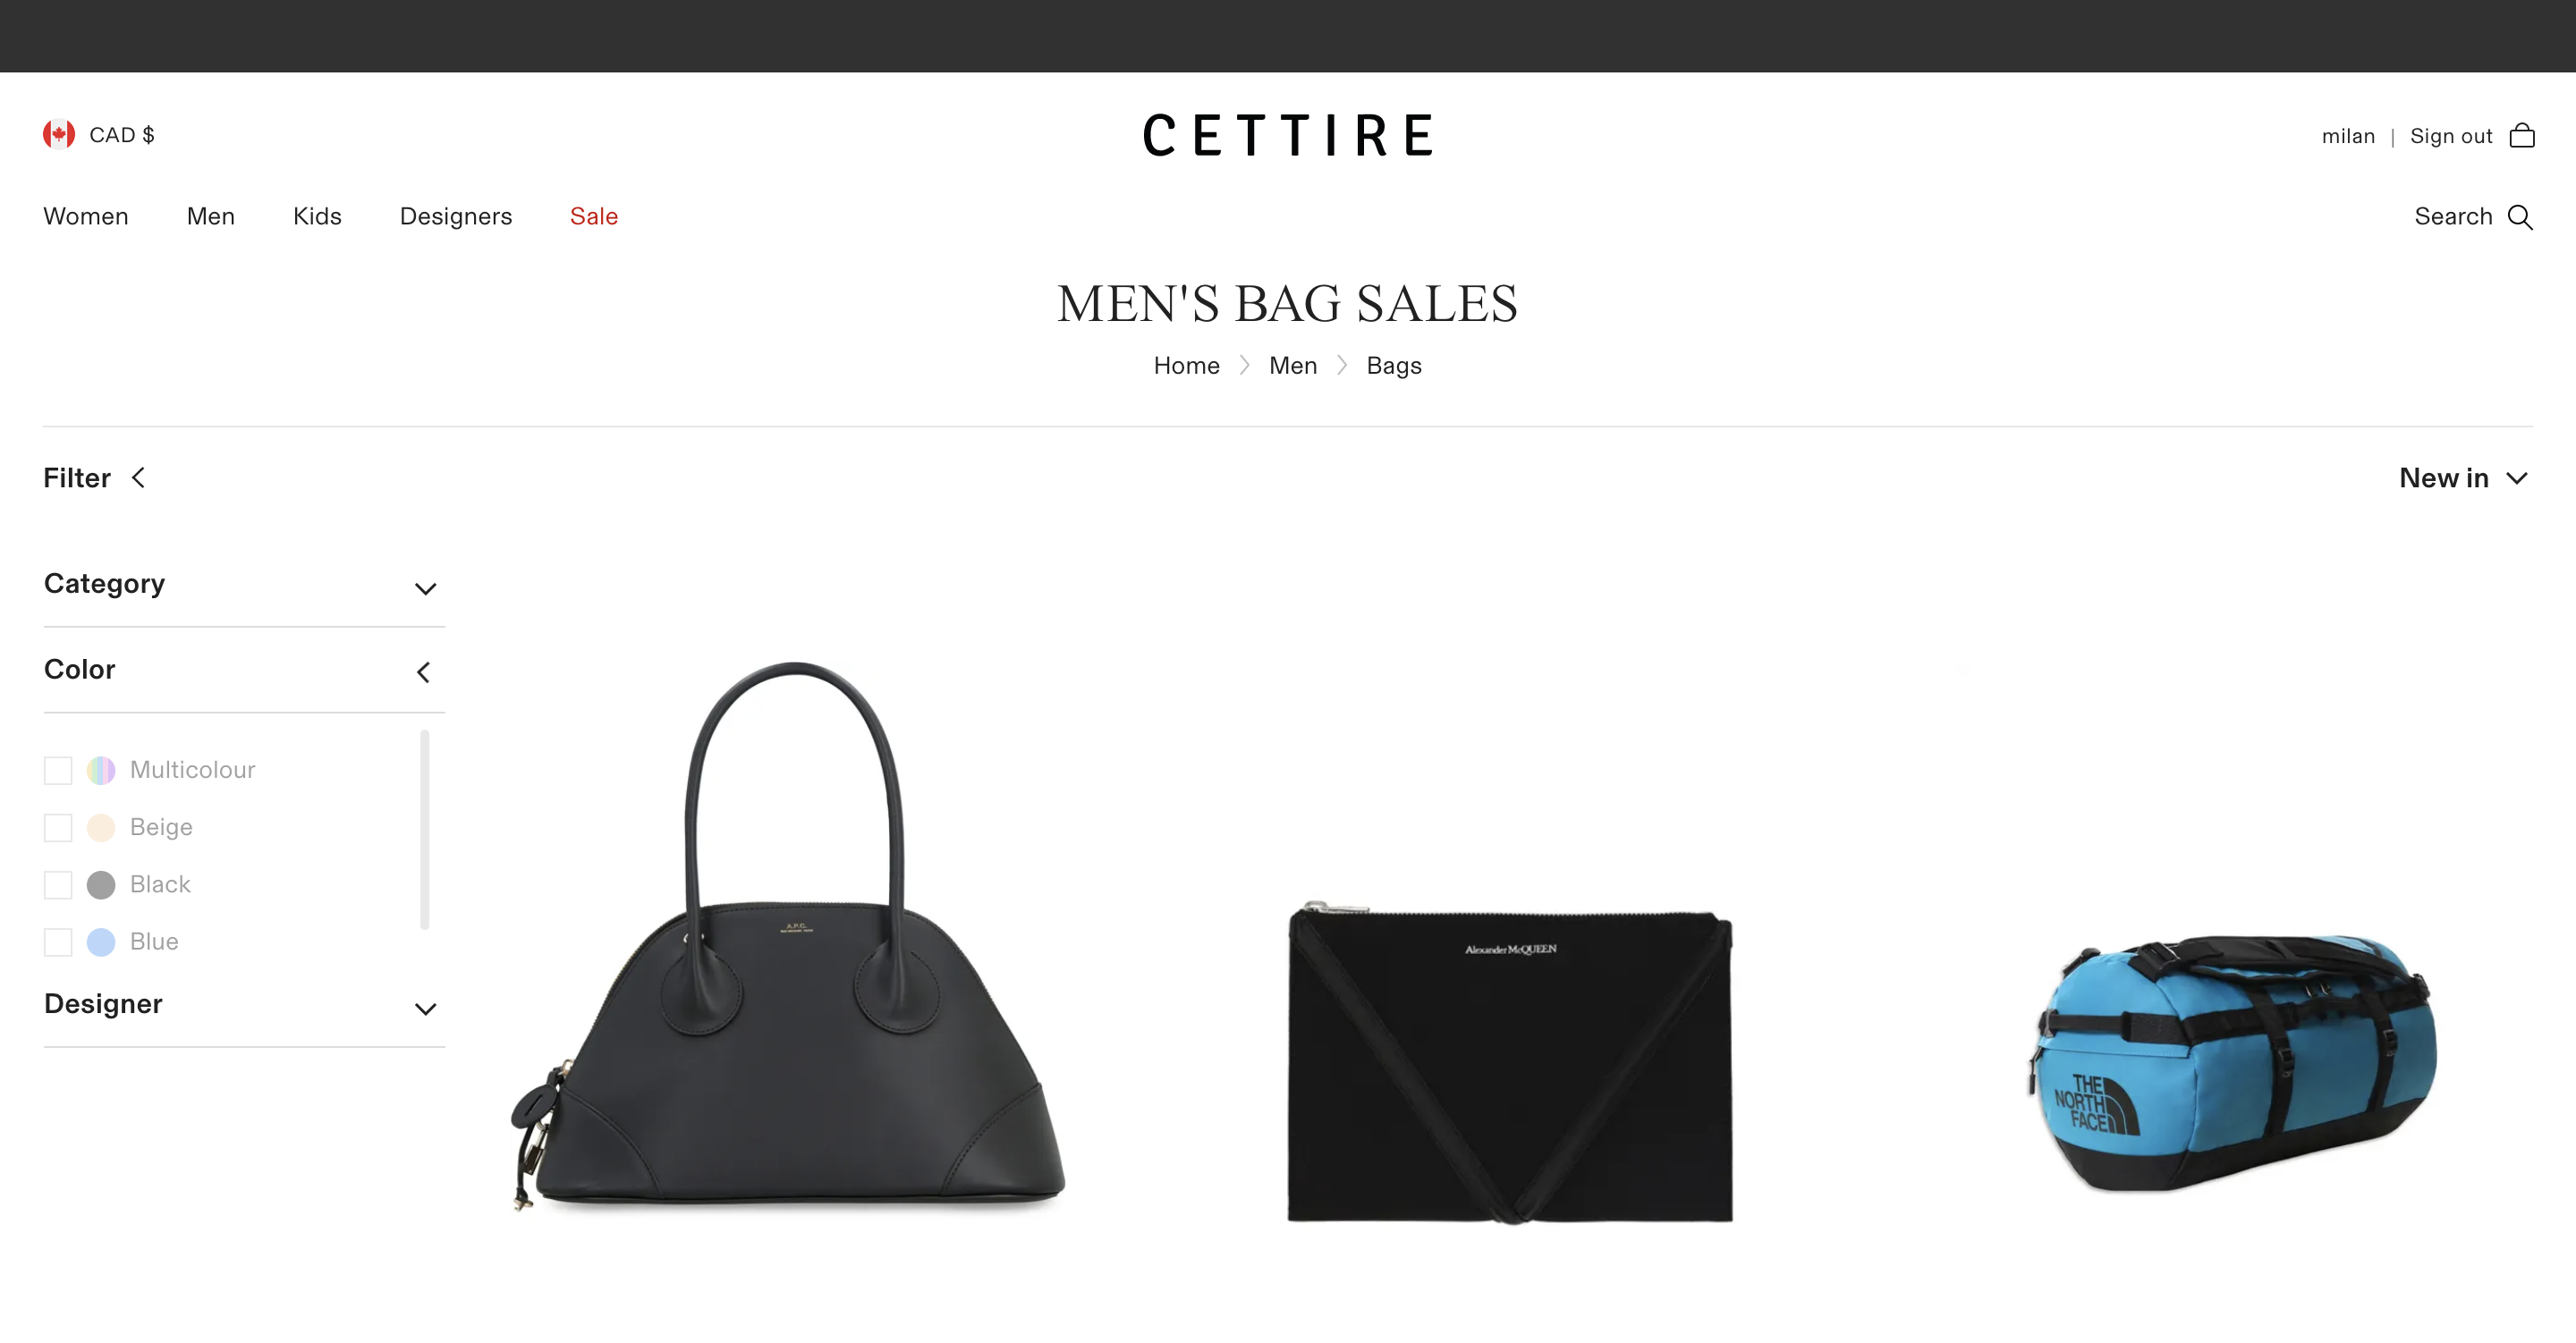 CAD $
CETTIRE
milan | Sign out
Women Men Kids Designers Sale
Search
MEN'S BAG SALES
Home Men Bags
Filter
New in
Category
Color
Multicolour
Beige
Black
Blue
Designer
A.P.C.
Alexander McQUEEN
THE
NORTH
FACE